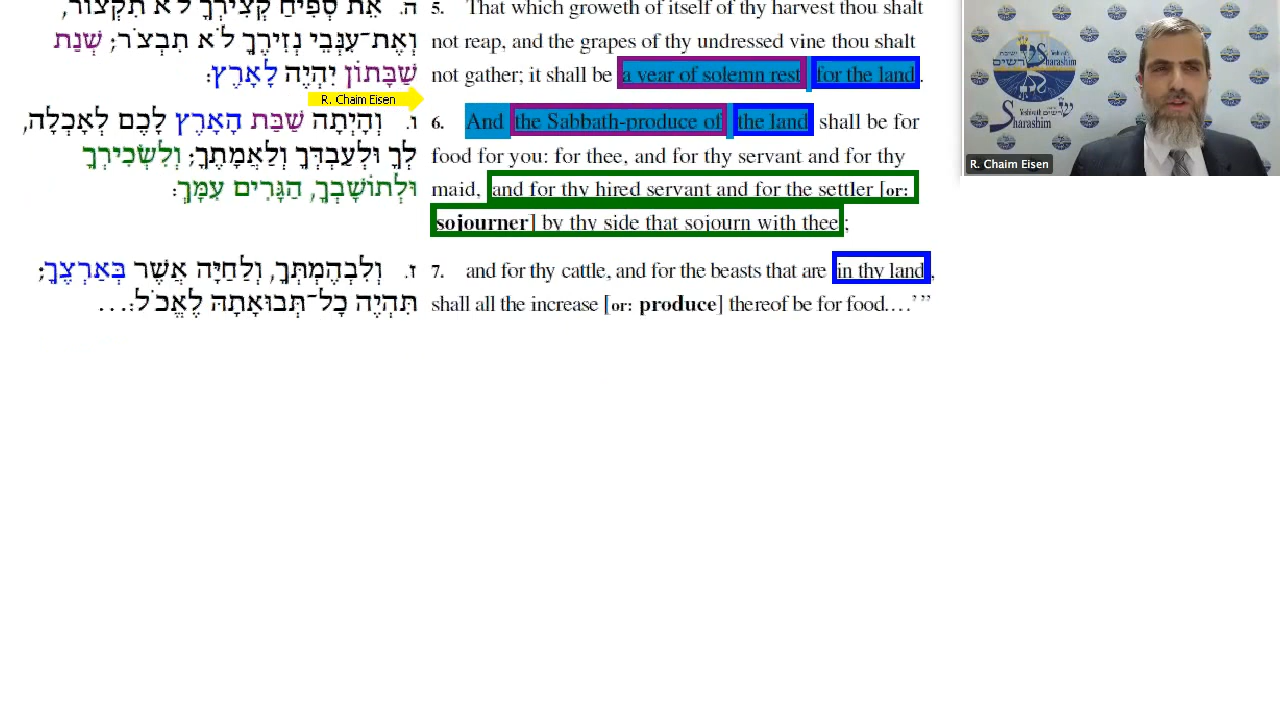 ה. אֵת סְפִיחַ קְצִירְךָ לֹא תִקְצוֹר,
וְאֶת־עִנְּבֵי נְזִירֶךָ לֹא תִבְצֹר; שְׁנַת
שַׁבָּתוֹן יִהְיֶה לָאָרֶץ:
ו. וְהָיְתָה שַׁבַּת הָאָרֶץ לָכֶם לְאָכְלָה,
לְךָ וּלְעַבְדְּךָ וְלַאֲמָתֶךָ; וְלִשְׂכִירְךָ
וּלְתוֹשָׁבְךָ, הַגָּרִים עִמָּךְ:
ז. וְלִבְהֶמְתְּךָ, וְלַחַיָּה אֲשֶׁר בְּאַרְצֶךָ;
תִּהְיֶה כָל־תְּבוּאָתָהּ לֶאֱכֹל:...
R. Chaim Eisen
5. That which groweth of itself of thy harvest thou shalt
not reap, and the grapes of thy undressed vine thou shalt
not gather; it shall be a year of solemn rest for the land.
6. And the Sabbath-produce of the land shall be for
food for you: for thee, and for thy servant and for thy
maid, and for thy hired servant and for the settler [or:
sojourner] by thy side that sojourn with thee;
7. and for thy cattle, and for the beasts that are in thy land,
shall all the increase [or: produce] thereof be for food....’”
Sharashim
R. Chaim Eisen